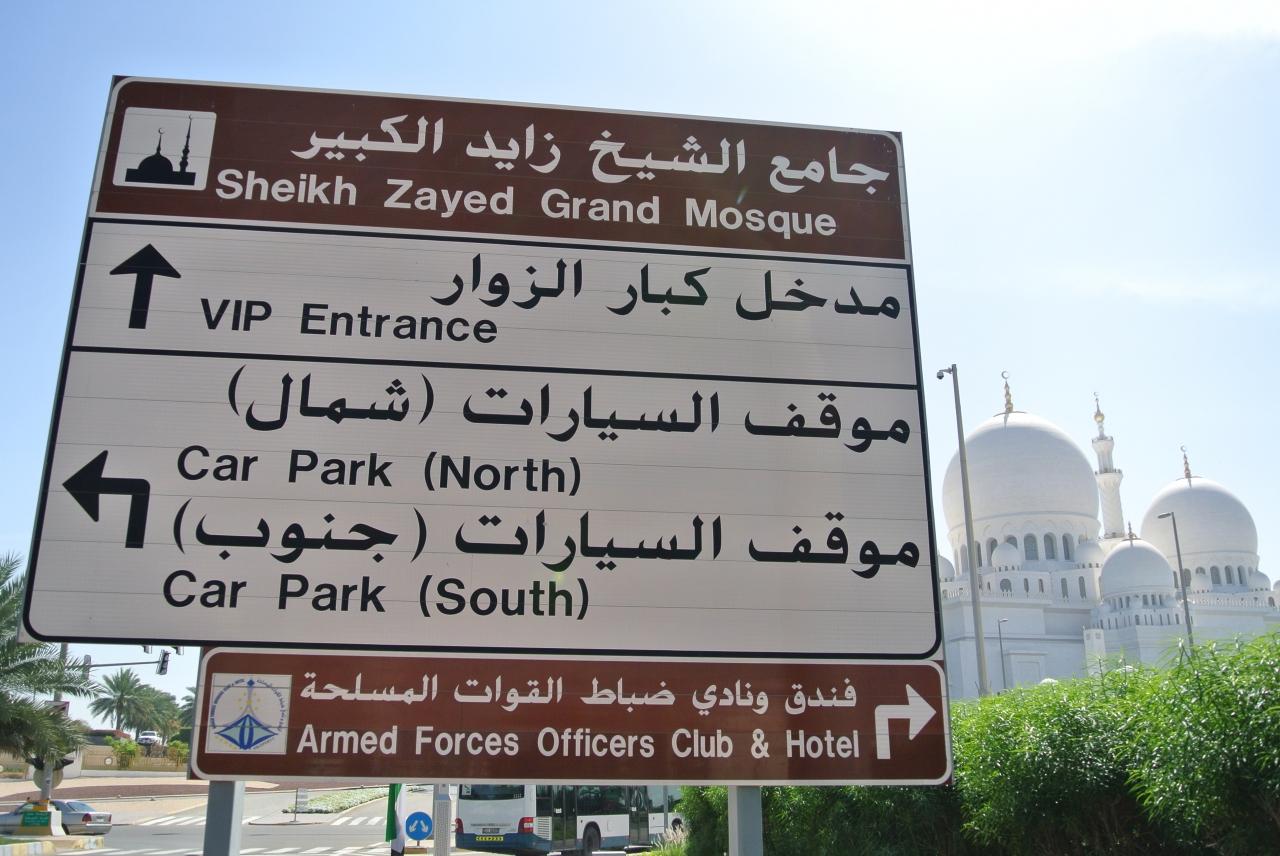 جامع الشيخ زايد الكبير
Sheikh Zayed Grand Mosque
مدخل كبار الزوار
VIP Entrance
موقف السيارات (شمال)
Car Park (North)
موقف السيارات (جنوب)
Car Park (South)
فندق ونادي ضباط القوات المسلحة
Armed Forces Officers Club & Hotel